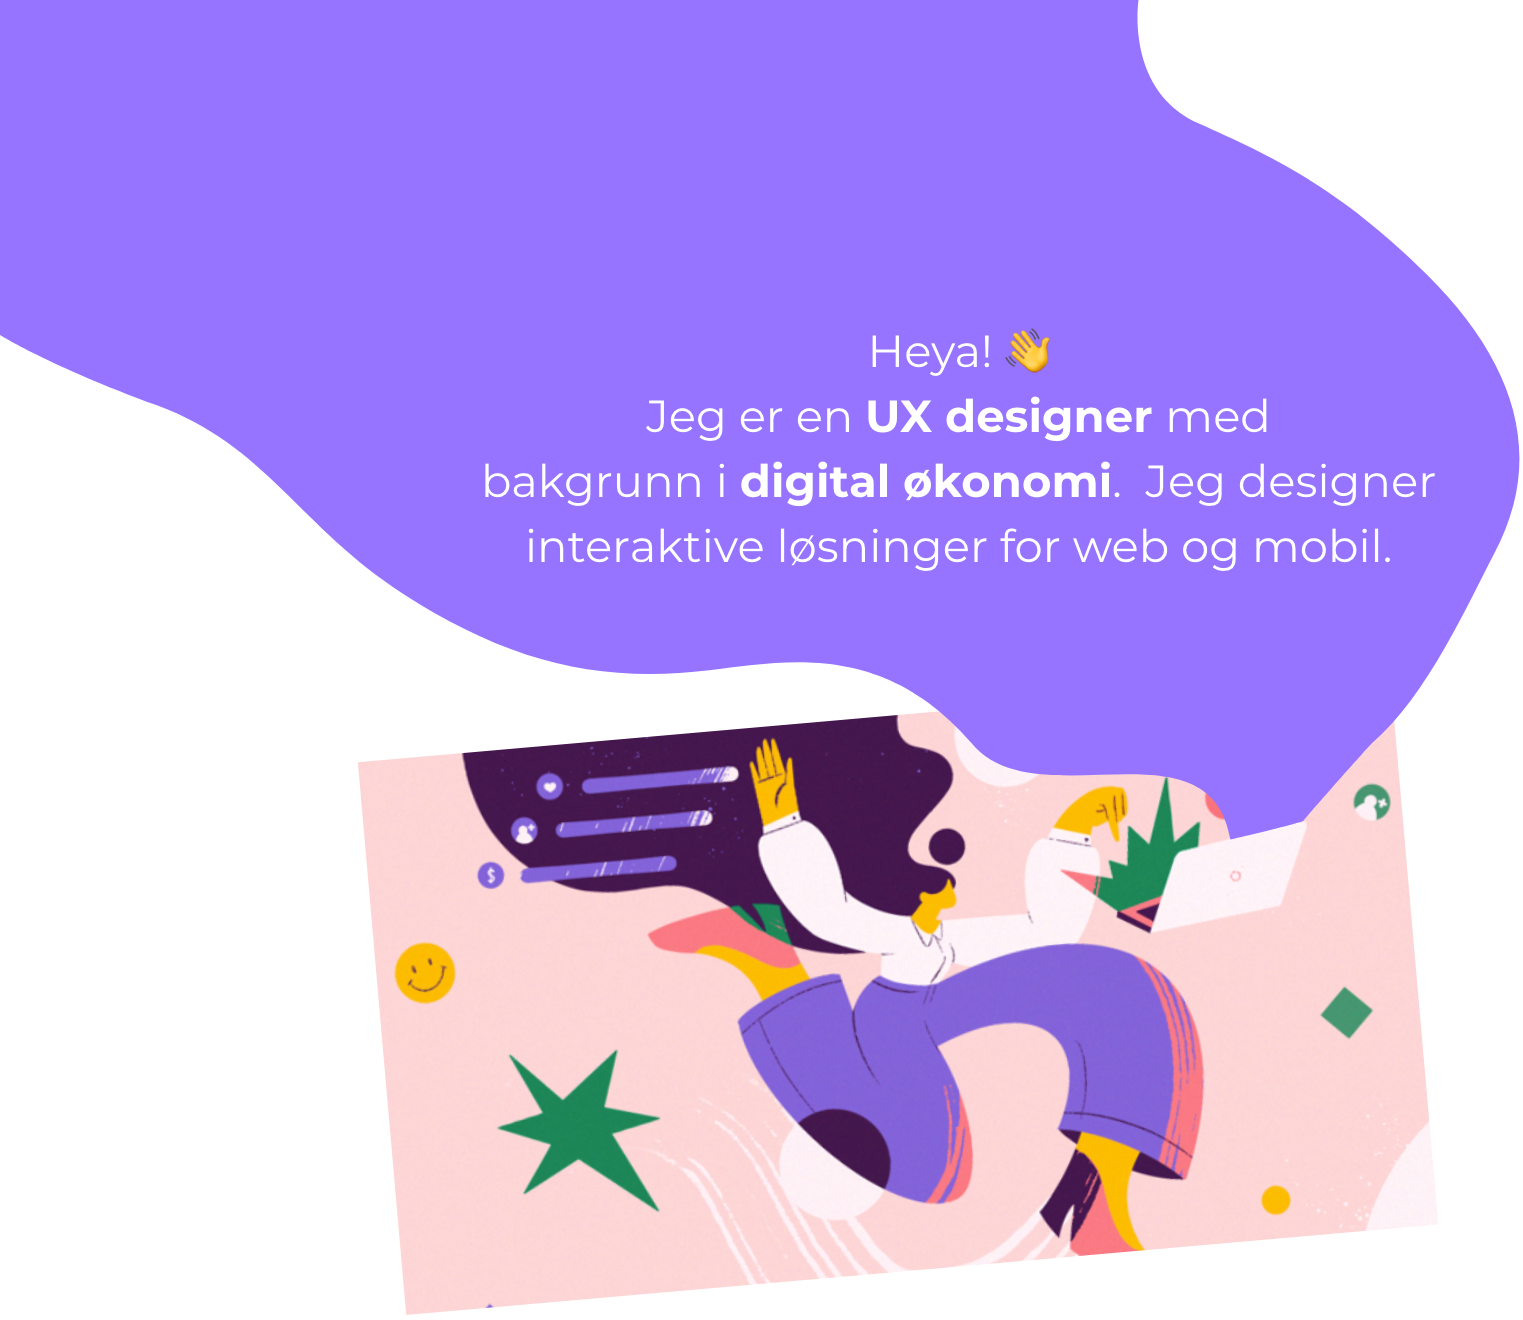 Heya! 👋
Jeg er en UX designer med
bakgrunn i digital økonomi.  Jeg designer
interaktive løsninger for web og mobil.
$